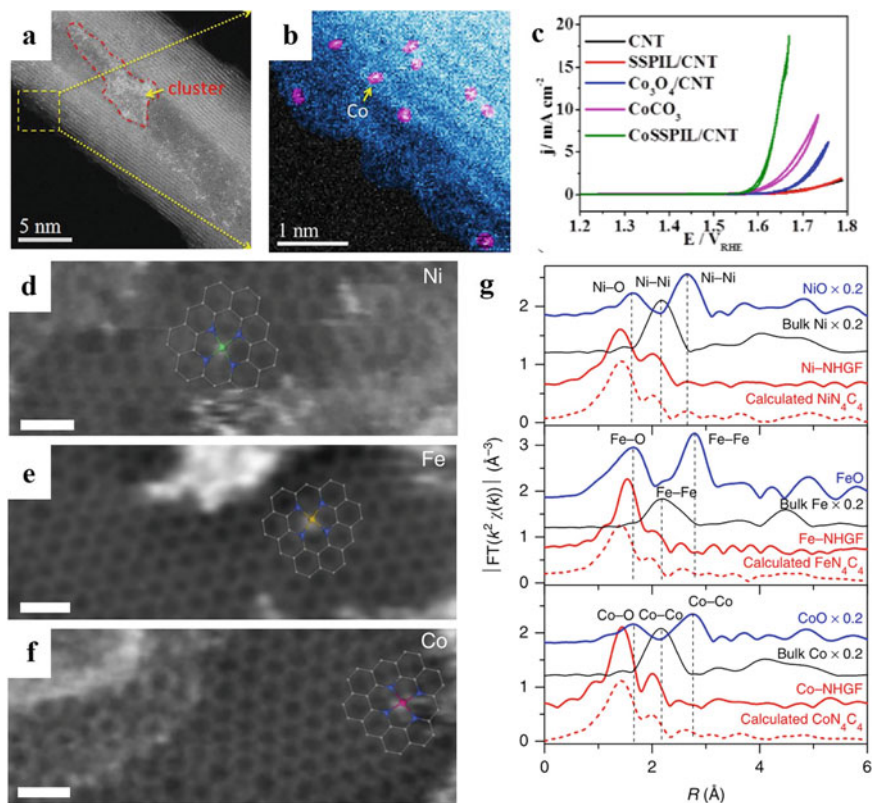 a
cluster
5 nm
b
Co
1 nm
c
CNT
SSPIL/CNT
Co₃O₄/CNT
CoCO₃
CoSSPIL/CNT
j/ mA cm⁻²
20
15
10
5
0
1.2 1.3 1.4 1.5 1.6 1.7 1.8
E / V_RHE
d
Ni
e
Fe
f
Co
g
Ni–O Ni–Ni Ni–Ni
NiO × 0.2
Bulk Ni × 0.2
Ni–NHGF
Calculated NiN₄C₄
2
1
0
Fe–O Fe–Fe
Fe–Fe
FeO
Bulk Fe × 0.2
Fe–NHGF
Calculated FeN₄C₄
3
2
1
0
Co–O Co–Co Co–Co
CoO × 0.2
Bulk Co × 0.2
Co–NHGF
Calculated CoN₄C₄
2
1
0
|FT(k² χ(k))| (Å⁻³)
0 2 4 6
R (Å)